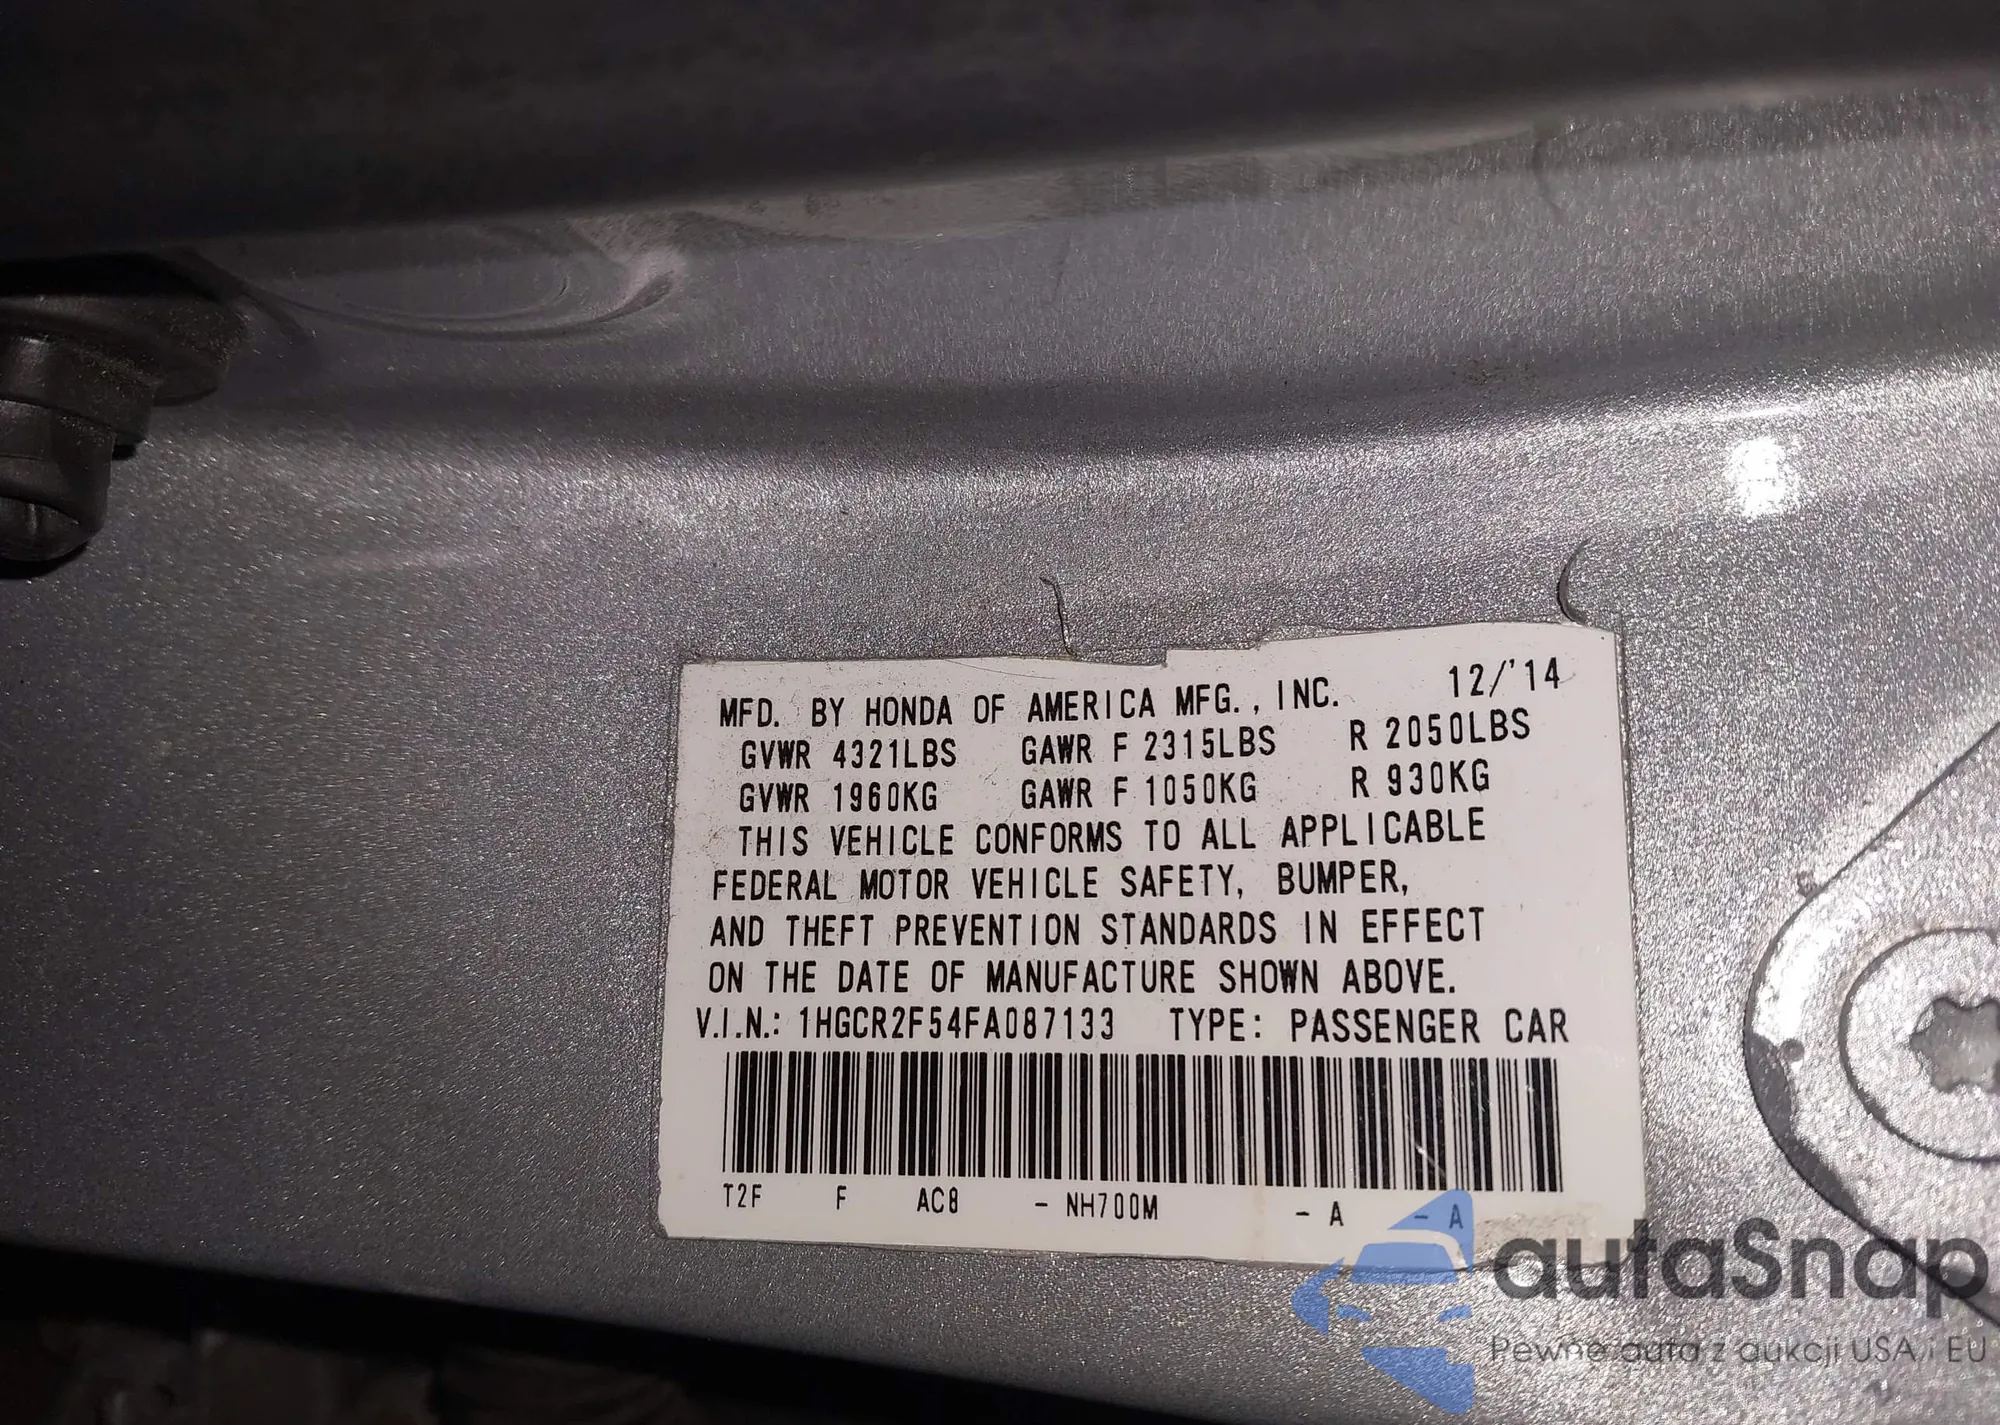 MFD. BY HONDA OF AMERICA MFG., INC. 12/'14
GVWR 4321LBS GAWR F 2315LBS R 2050LBS
GVWR 1960KG GAWR F 1050KG R 930KG
THIS VEHICLE CONFORMS TO ALL APPLICABLE
FEDERAL MOTOR VEHICLE SAFETY, BUMPER,
AND THEFT PREVENTION STANDARDS IN EFFECT
ON THE DATE OF MANUFACTURE SHOWN ABOVE.
V.I.N.: 1HGCR2F54FA087133 TYPE: PASSENGER CAR
T2F F AC8 - NH700M - A - A
autaSnap
Pewne auta z aukcji USA i EU